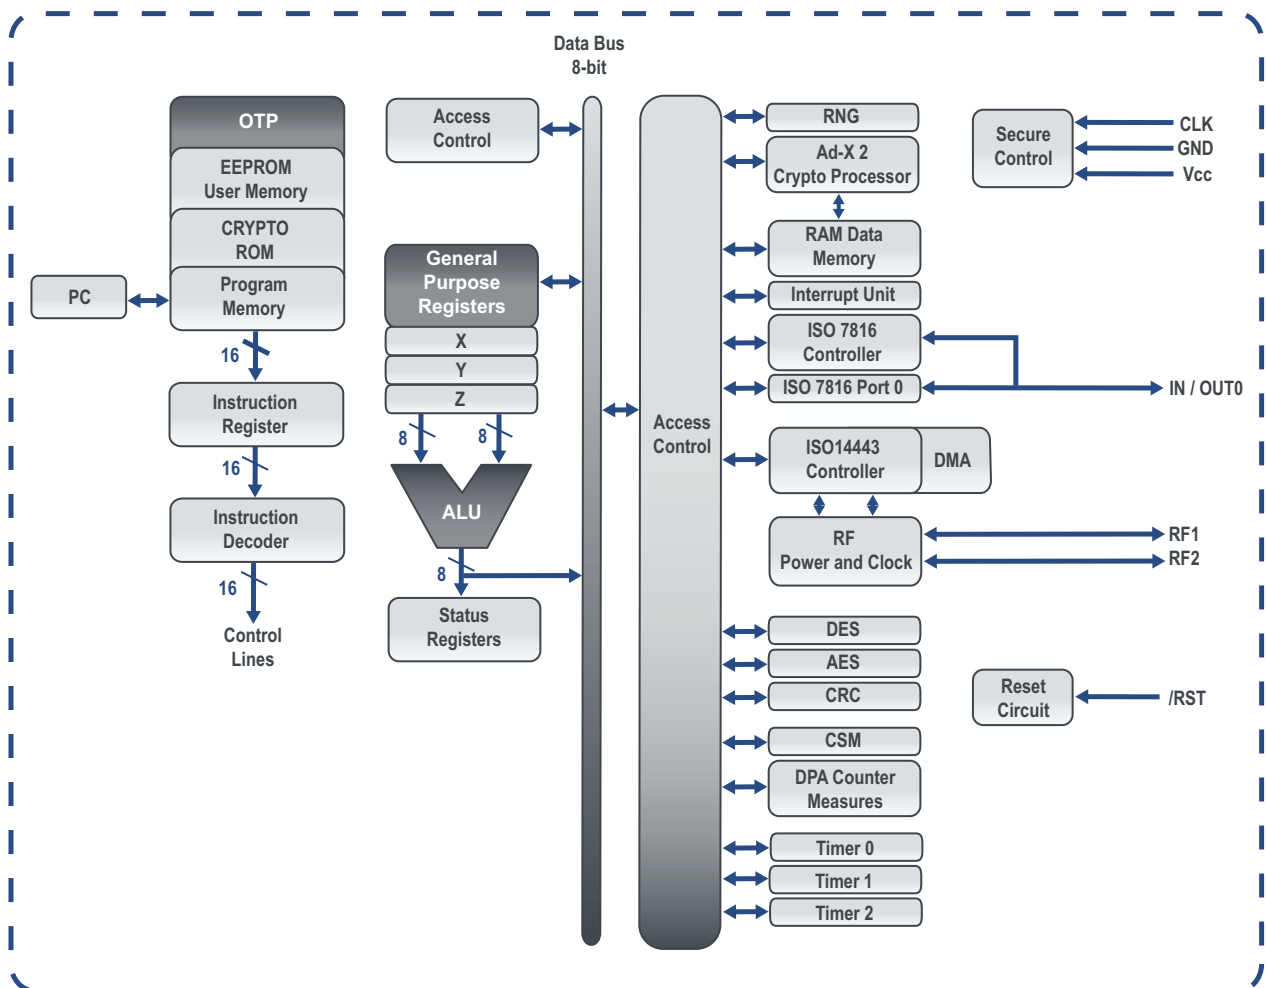 Data Bus
8-bit
OTP
EEPROM
User Memory
CRYPTO
ROM
Program
Memory
PC
16
Instruction
Register
16
Instruction
Decoder
16
Control
Lines
Access
Control
General
Purpose
Registers
X
Y
Z
8
8
ALU
8
Status
Registers
Access
Control
RNG
Ad-X 2
Crypto Processor
RAM Data
Memory
Interrupt Unit
ISO 7816
Controller
ISO 7816 Port 0
ISO14443
Controller
DMA
RF
Power and Clock
DES
AES
CRC
CSM
DPA Counter
Measures
Timer 0
Timer 1
Timer 2
Secure
Control
CLK
GND
Vcc
IN / OUT0
RF1
RF2
Reset
Circuit
/RST